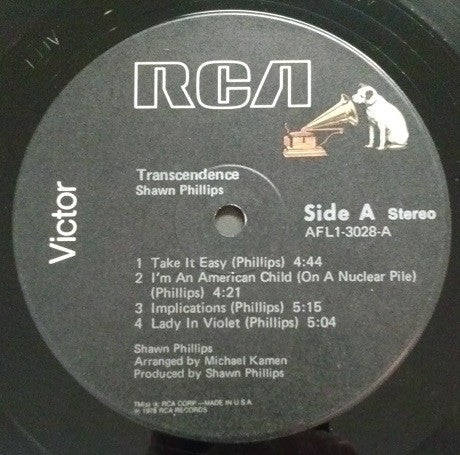 RCA
Victor
Transcendence
Shawn Phillips
Side A Stereo
AFL1-3028-A
1 Take It Easy (Phillips) 4:44
2 I'm An American Child (On A Nuclear Pile)
(Phillips) 4:21
3 Implications (Phillips) 5:15
4 Lady In Violet (Phillips) 5:04
Shawn Phillips
Arranged by Michael Kamen
Produced by Shawn Phillips
TM(s) ® RCA CORP.—MADE IN U.S.A.
℗ 1978 RCA RECORDS